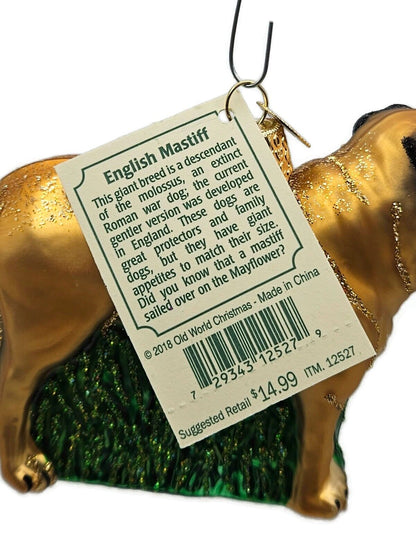 English Mastiff
This giant breed is a descendant
of the molossus, an extinct
Roman war dog; the current
gentler version was developed
in England. These dogs are
great protectors and family
dogs, but they have giant
appetites to match their size.
Did you know that a mastiff
sailed over on the Mayflower?
© 2018 Old World Christmas - Made in China
7 29343 12527 9
Suggested Retail $14.99 ITM. 12527